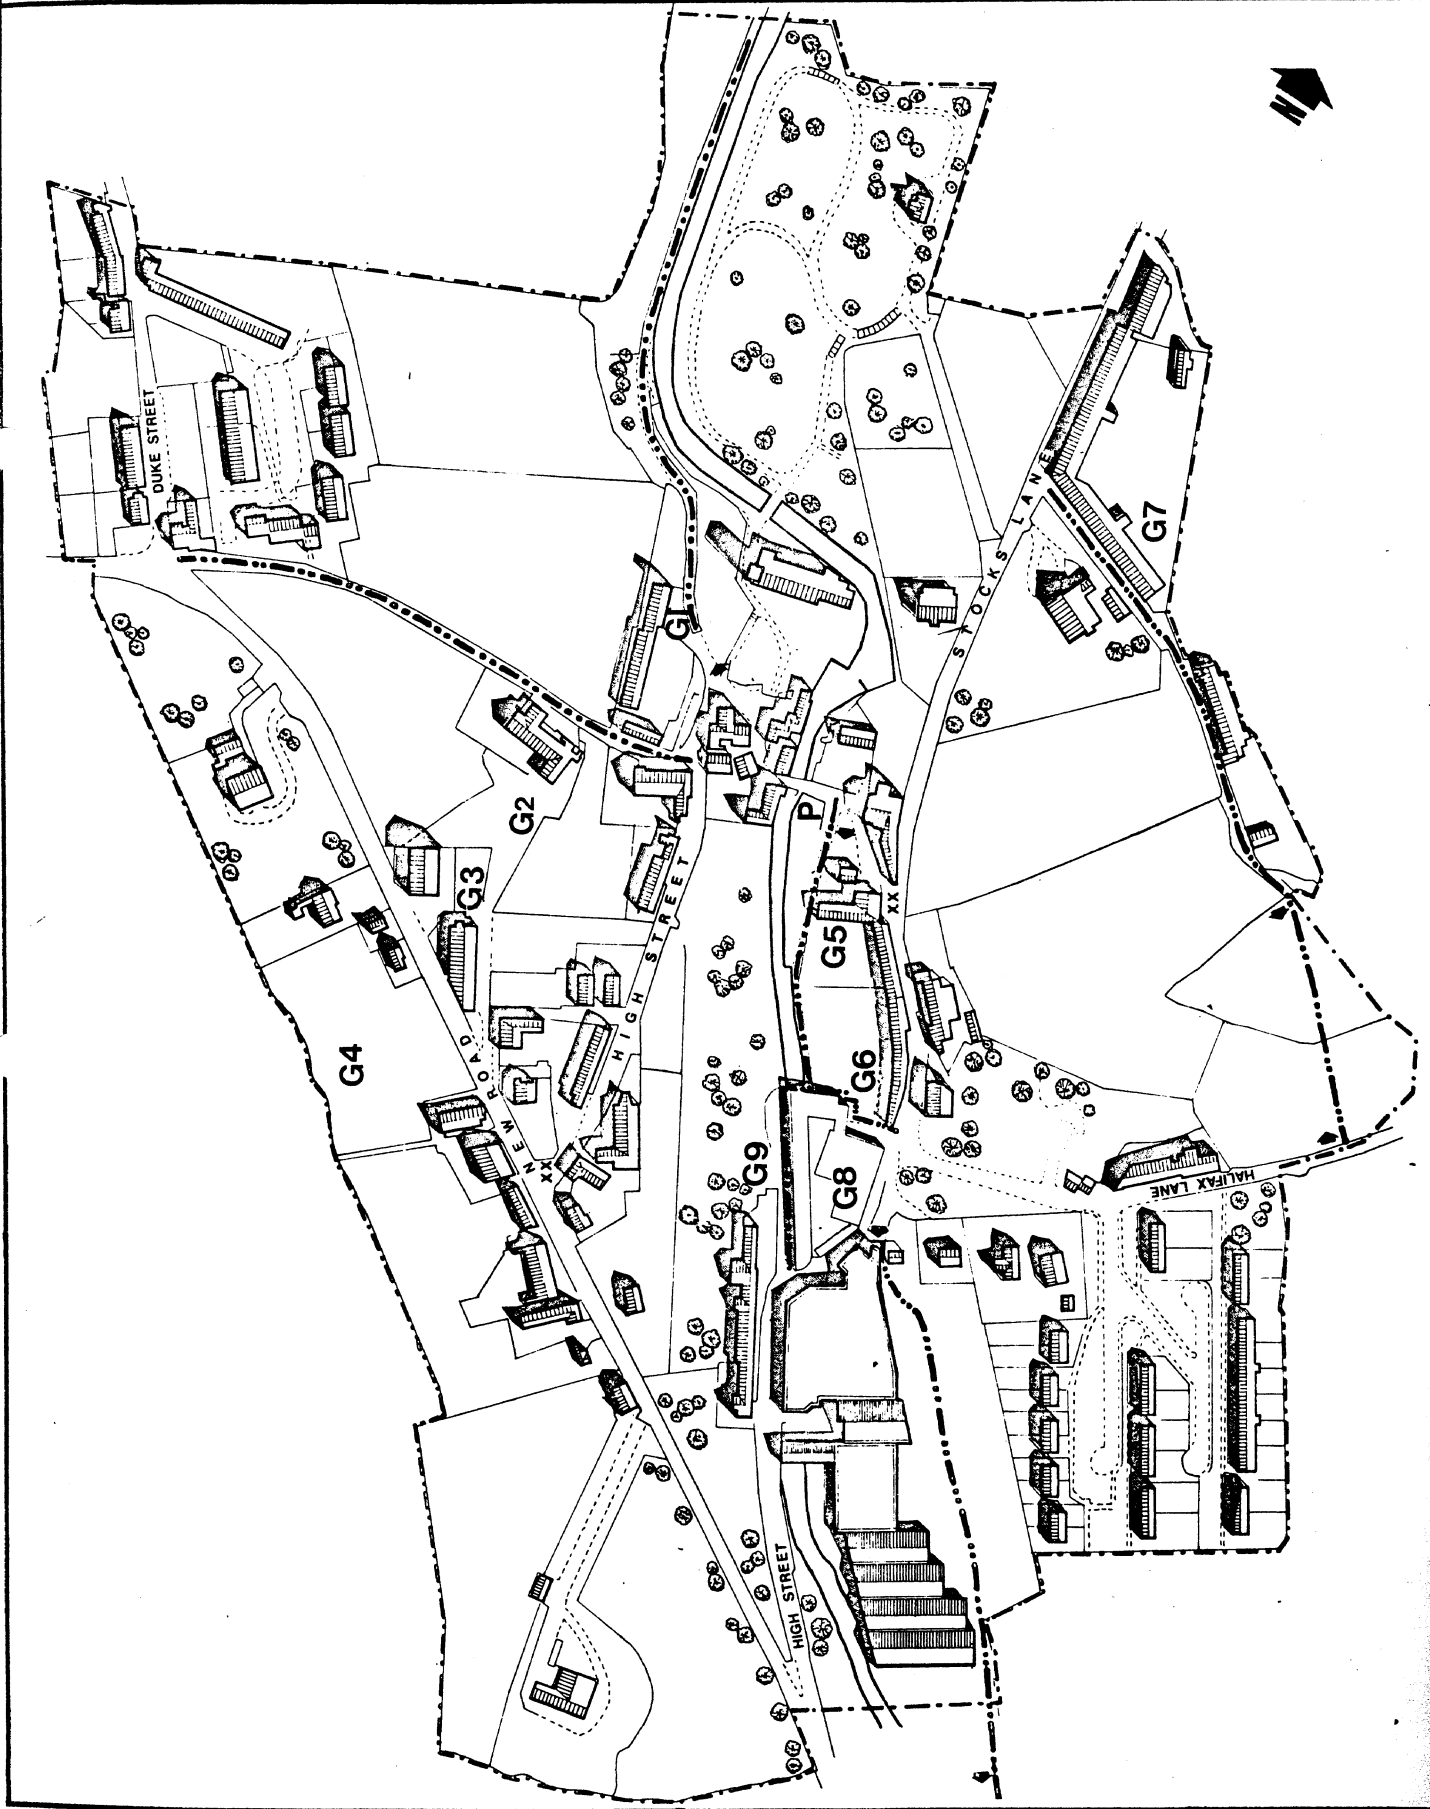 N
DUKE STREET
G1
STOCKS LANE
G7
G2
P
G3
HIGH STREET
XX
G5
NEW ROAD
G4
G6
XX
G9
G8
HALIFAX LANE
HIGH STREET